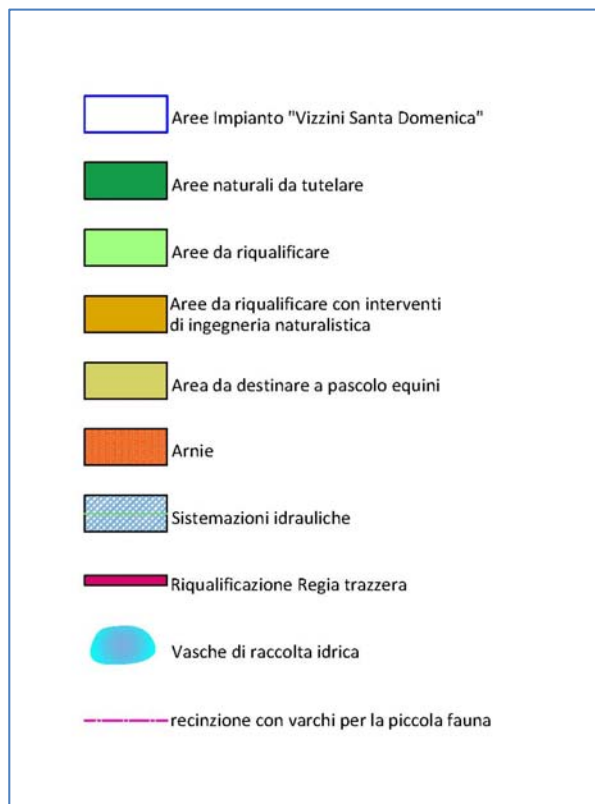 Aree Impianto "Vizzini Santa Domenica"
Aree naturali da tutelare
Aree da riqualificare
Aree da riqualificare con interventi
di ingegneria naturalistica
Area da destinare a pascolo equini
Arnie
Sistemazioni idrauliche
Riqualificazione Regia trazzera
Vasche di raccolta idrica
recinzione con varchi per la piccola fauna